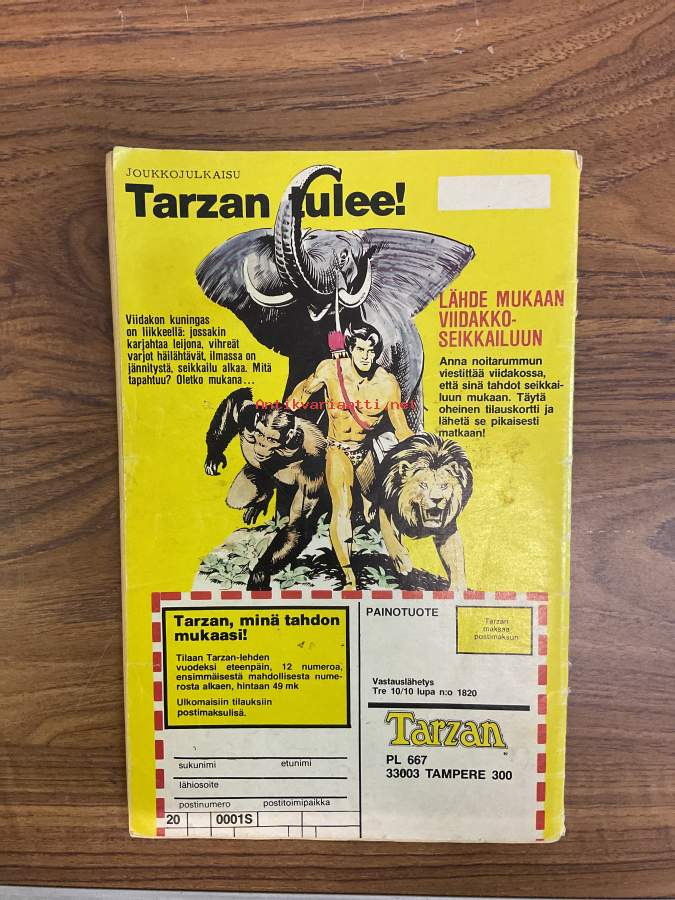 JOUKKOJULKAISU
Tarzan tulee!
Viidakon kuningas
on liikkeellä: jossakin
karjahtaa leijona, vihreät
varjot häilähtävät, ilmassa on
jännitystä, seikkailu alkaa. Mitä
tapahtuu? Oletko mukana...
LÄHDE MUKAAN
VIIDAKKO-
SEIKKAILUUN
Anna noitarummun
viestittää viidakossa,
että sinä tahdot seikkai-
luun mukaan. Täytä
oheinen tilauskortti ja
lähetä se pikaisesti
matkaan!
Antikvariaatti.net
Tarzan, minä tahdon
mukaasi!
Tilaan Tarzan-lehden
vuodeksi eteenpäin, 12 numeroa,
ensimmäisestä mahdollisesta nume-
rosta alkaen, hintaan 49 mk
Ulkomaisiin tilauksiin
postimaksulisä.
sukunimi etunimi
lähiosoite
postinumero postitoimipaikka
20 0001S
PAINOTUOTE
Tarzan
maksaa
postimaksun
Vastauslähetys
Tre 10/10 lupa n:o 1820
Tarzan
PL 667
33003 TAMPERE 300